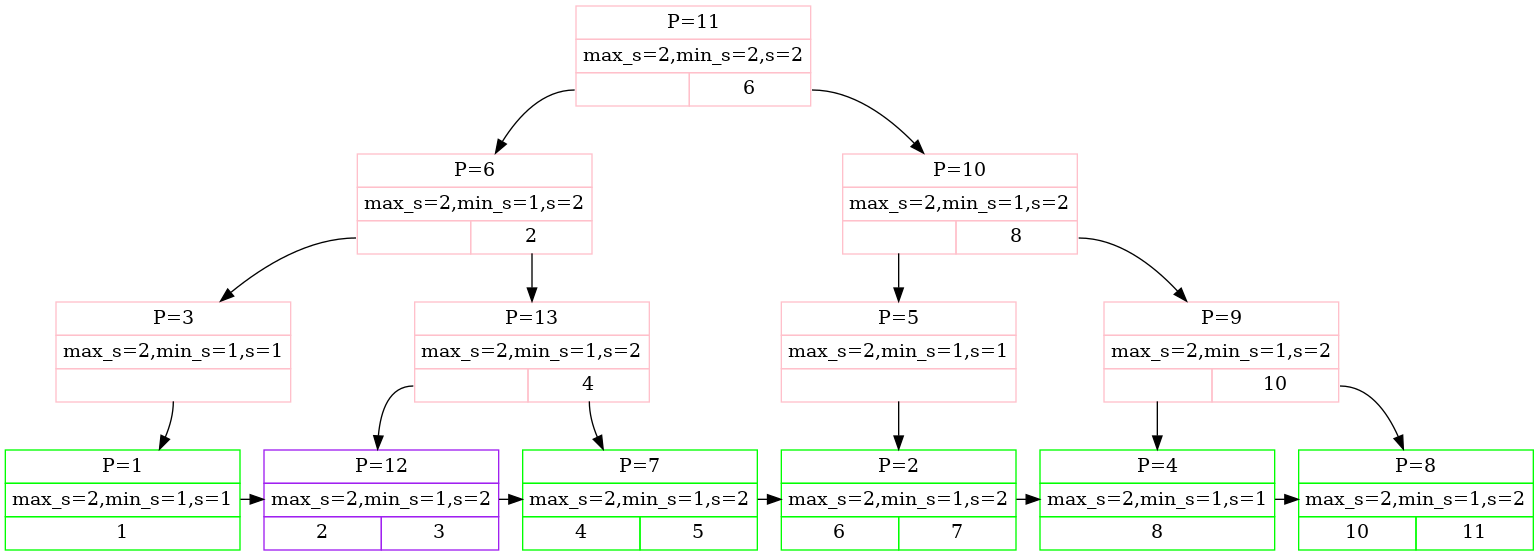 P=11
max_s=2,min_s=2,s=2
6
P=6
max_s=2,min_s=1,s=2
2
P=10
max_s=2,min_s=1,s=2
8
P=3
max_s=2,min_s=1,s=1
P=13
max_s=2,min_s=1,s=2
4
P=5
max_s=2,min_s=1,s=1
P=9
max_s=2,min_s=1,s=2
10
P=1
max_s=2,min_s=1,s=1
1
P=12
max_s=2,min_s=1,s=2
2 3
P=7
max_s=2,min_s=1,s=2
4 5
P=2
max_s=2,min_s=1,s=2
6 7
P=4
max_s=2,min_s=1,s=1
8
P=8
max_s=2,min_s=1,s=2
10 11